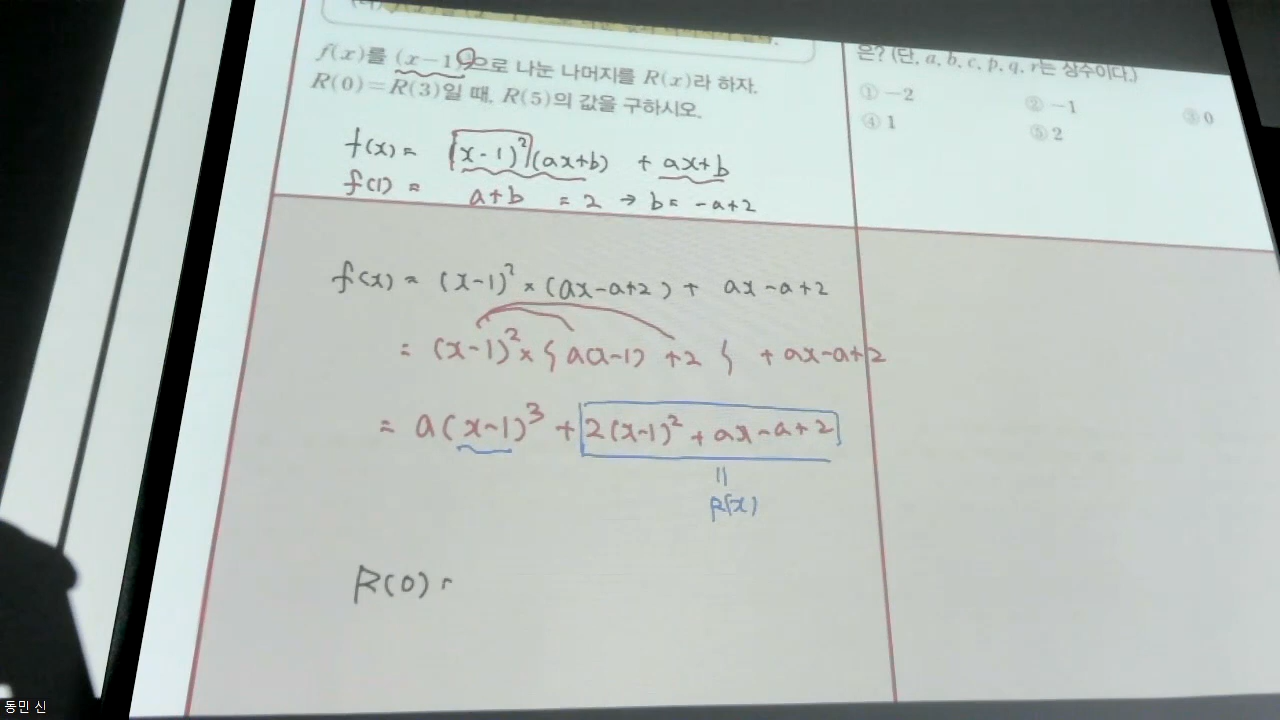 f(x)를 (x-1)³으로 나눈 나머지를 R(x)라 하자.
R(0)=R(3)일 때, R(5)의 값을 구하시오.
f(x) = (x-1)²(ax+b) + ax+b
f(1) = a+b = 2 → b = -a+2
은? (단, a, b, c, p, q, r는 상수이다.)
① -2 ② -1 ③ 0
④ 1 ⑤ 2
f(x) = (x-1)² × (ax-a+2) + ax-a+2
= (x-1)² × { a(x-1) +2 } + ax-a+2
= a(x-1)³ + 2(x-1)² + ax-a+2
||
R(x)
R(0) =
동민 신